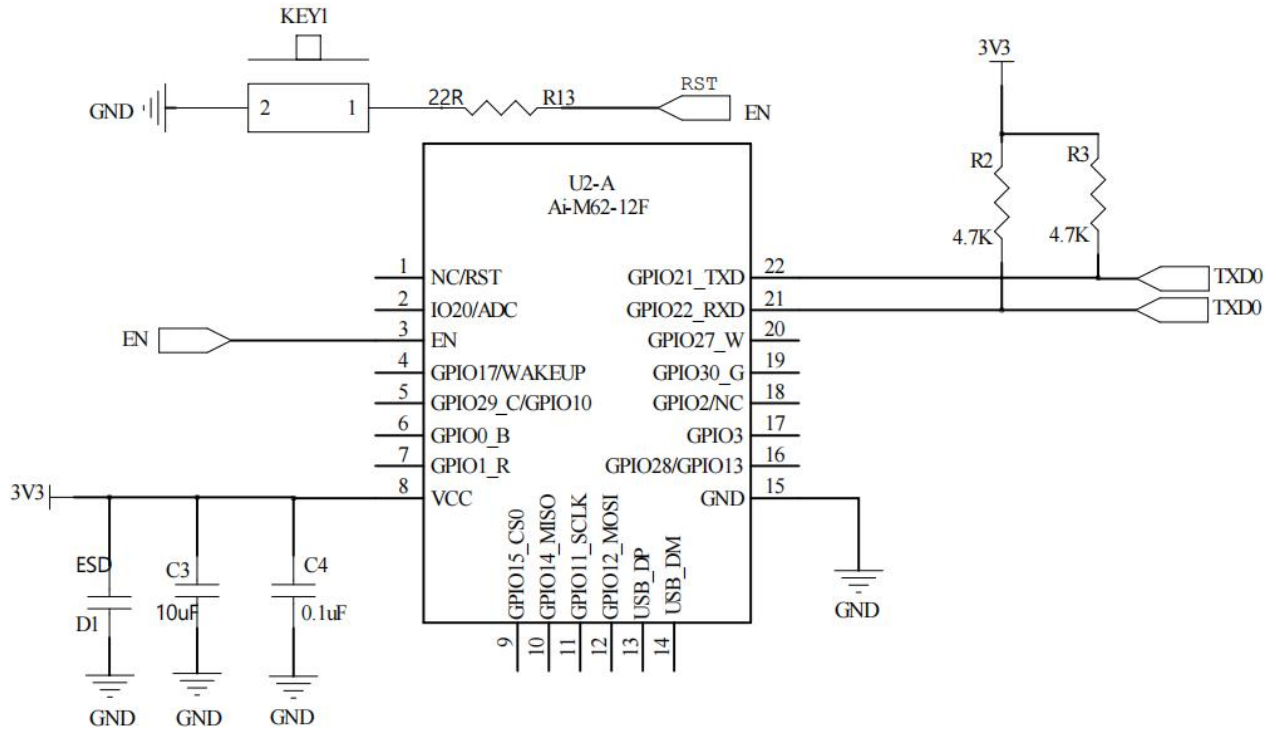 KEY1
GND
2
1
22R
R13
RST
EN
3V3
R2
R3
4.7K
4.7K
U2-A
Ai-M62-12F
1
NC/RST
2
IO20/ADC
EN
3
EN
4
GPIO17/WAKEUP
5
GPIO29_C/GPIO10
6
GPIO0_B
7
GPIO1_R
3V3
8
VCC
GPIO21_TXD
22
TXD0
GPIO22_RXD
21
TXD0
GPIO27_W
20
GPIO30_G
19
GPIO2/NC
18
GPIO3
17
GPIO28/GPIO13
16
GND
15
GPIO15_CS0
GPIO14_MISO
GPIO11_SCLK
GPIO12_MOSI
USB_DP
USB_DM
9
10
11
12
13
14
ESD
D1
C3
10uF
C4
0.1uF
GND
GND
GND
GND